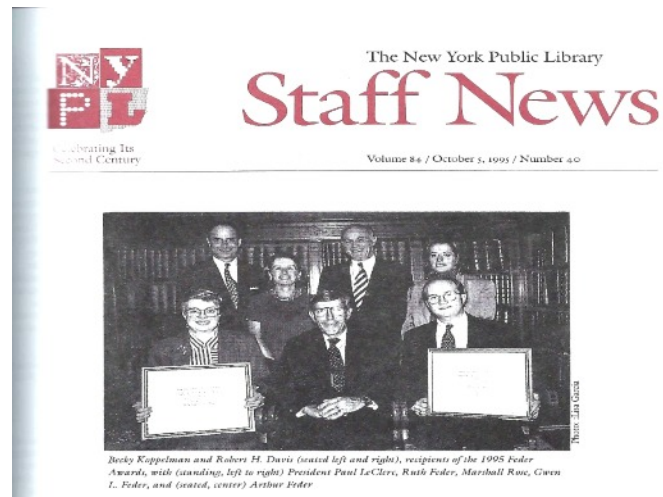 NYPL
Celebrating Its
Second Century
The New York Public Library
Staff News
Volume 84 / October 5, 1995 / Number 40
Photo: Lisa Garcia
Becky Koppelman and Robert H. Davis (seated left and right), recipients of the 1995 Feder
Awards, with (standing, left to right) President Paul LeClerc, Ruth Feder, Marshall Rose, Gwen
L. Feder, and (seated, center) Arthur Feder